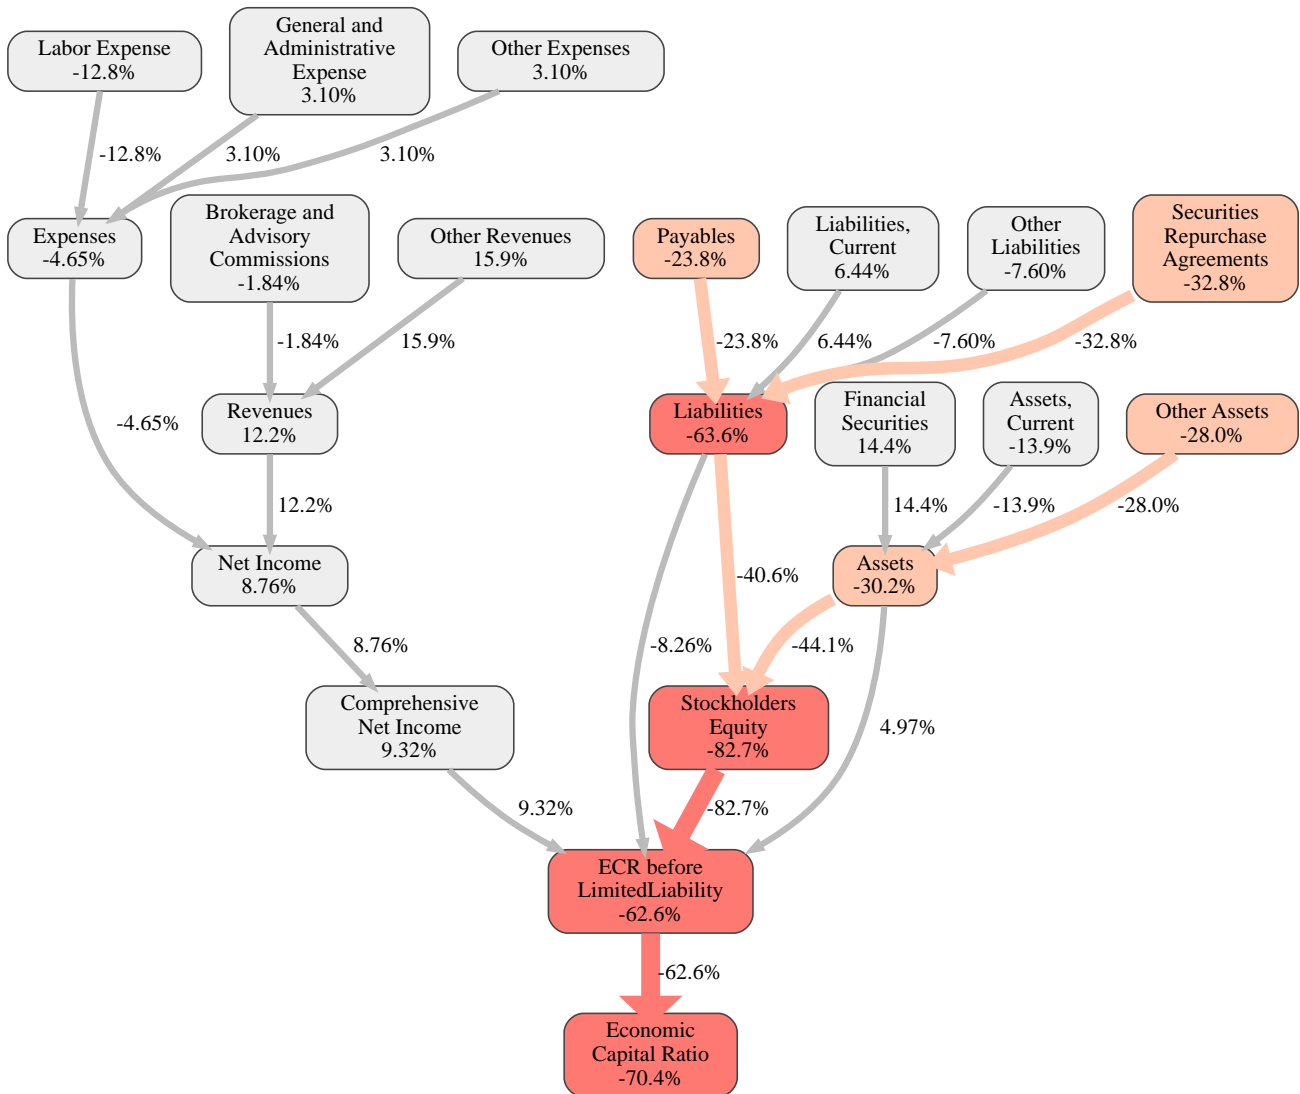 Labor Expense
-12.8%
General and
Administrative
Expense
3.10%
Other Expenses
3.10%
-12.8%
3.10%
3.10%
Expenses
-4.65%
Brokerage and
Advisory
Commissions
-1.84%
Other Revenues
15.9%
Payables
-23.8%
Liabilities,
Current
6.44%
Other
Liabilities
-7.60%
Securities
Repurchase
Agreements
-32.8%
-4.65%
-1.84%
15.9%
-23.8%
6.44%
-7.60%
-32.8%
Revenues
12.2%
Liabilities
-63.6%
Financial
Securities
14.4%
Assets,
Current
-13.9%
Other Assets
-28.0%
12.2%
14.4%
-13.9%
-28.0%
Net Income
8.76%
-40.6%
Assets
-30.2%
8.76%
-8.26%
-44.1%
4.97%
Comprehensive
Net Income
9.32%
Stockholders
Equity
-82.7%
9.32%
-82.7%
ECR before
LimitedLiability
-62.6%
-62.6%
Economic
Capital Ratio
-70.4%